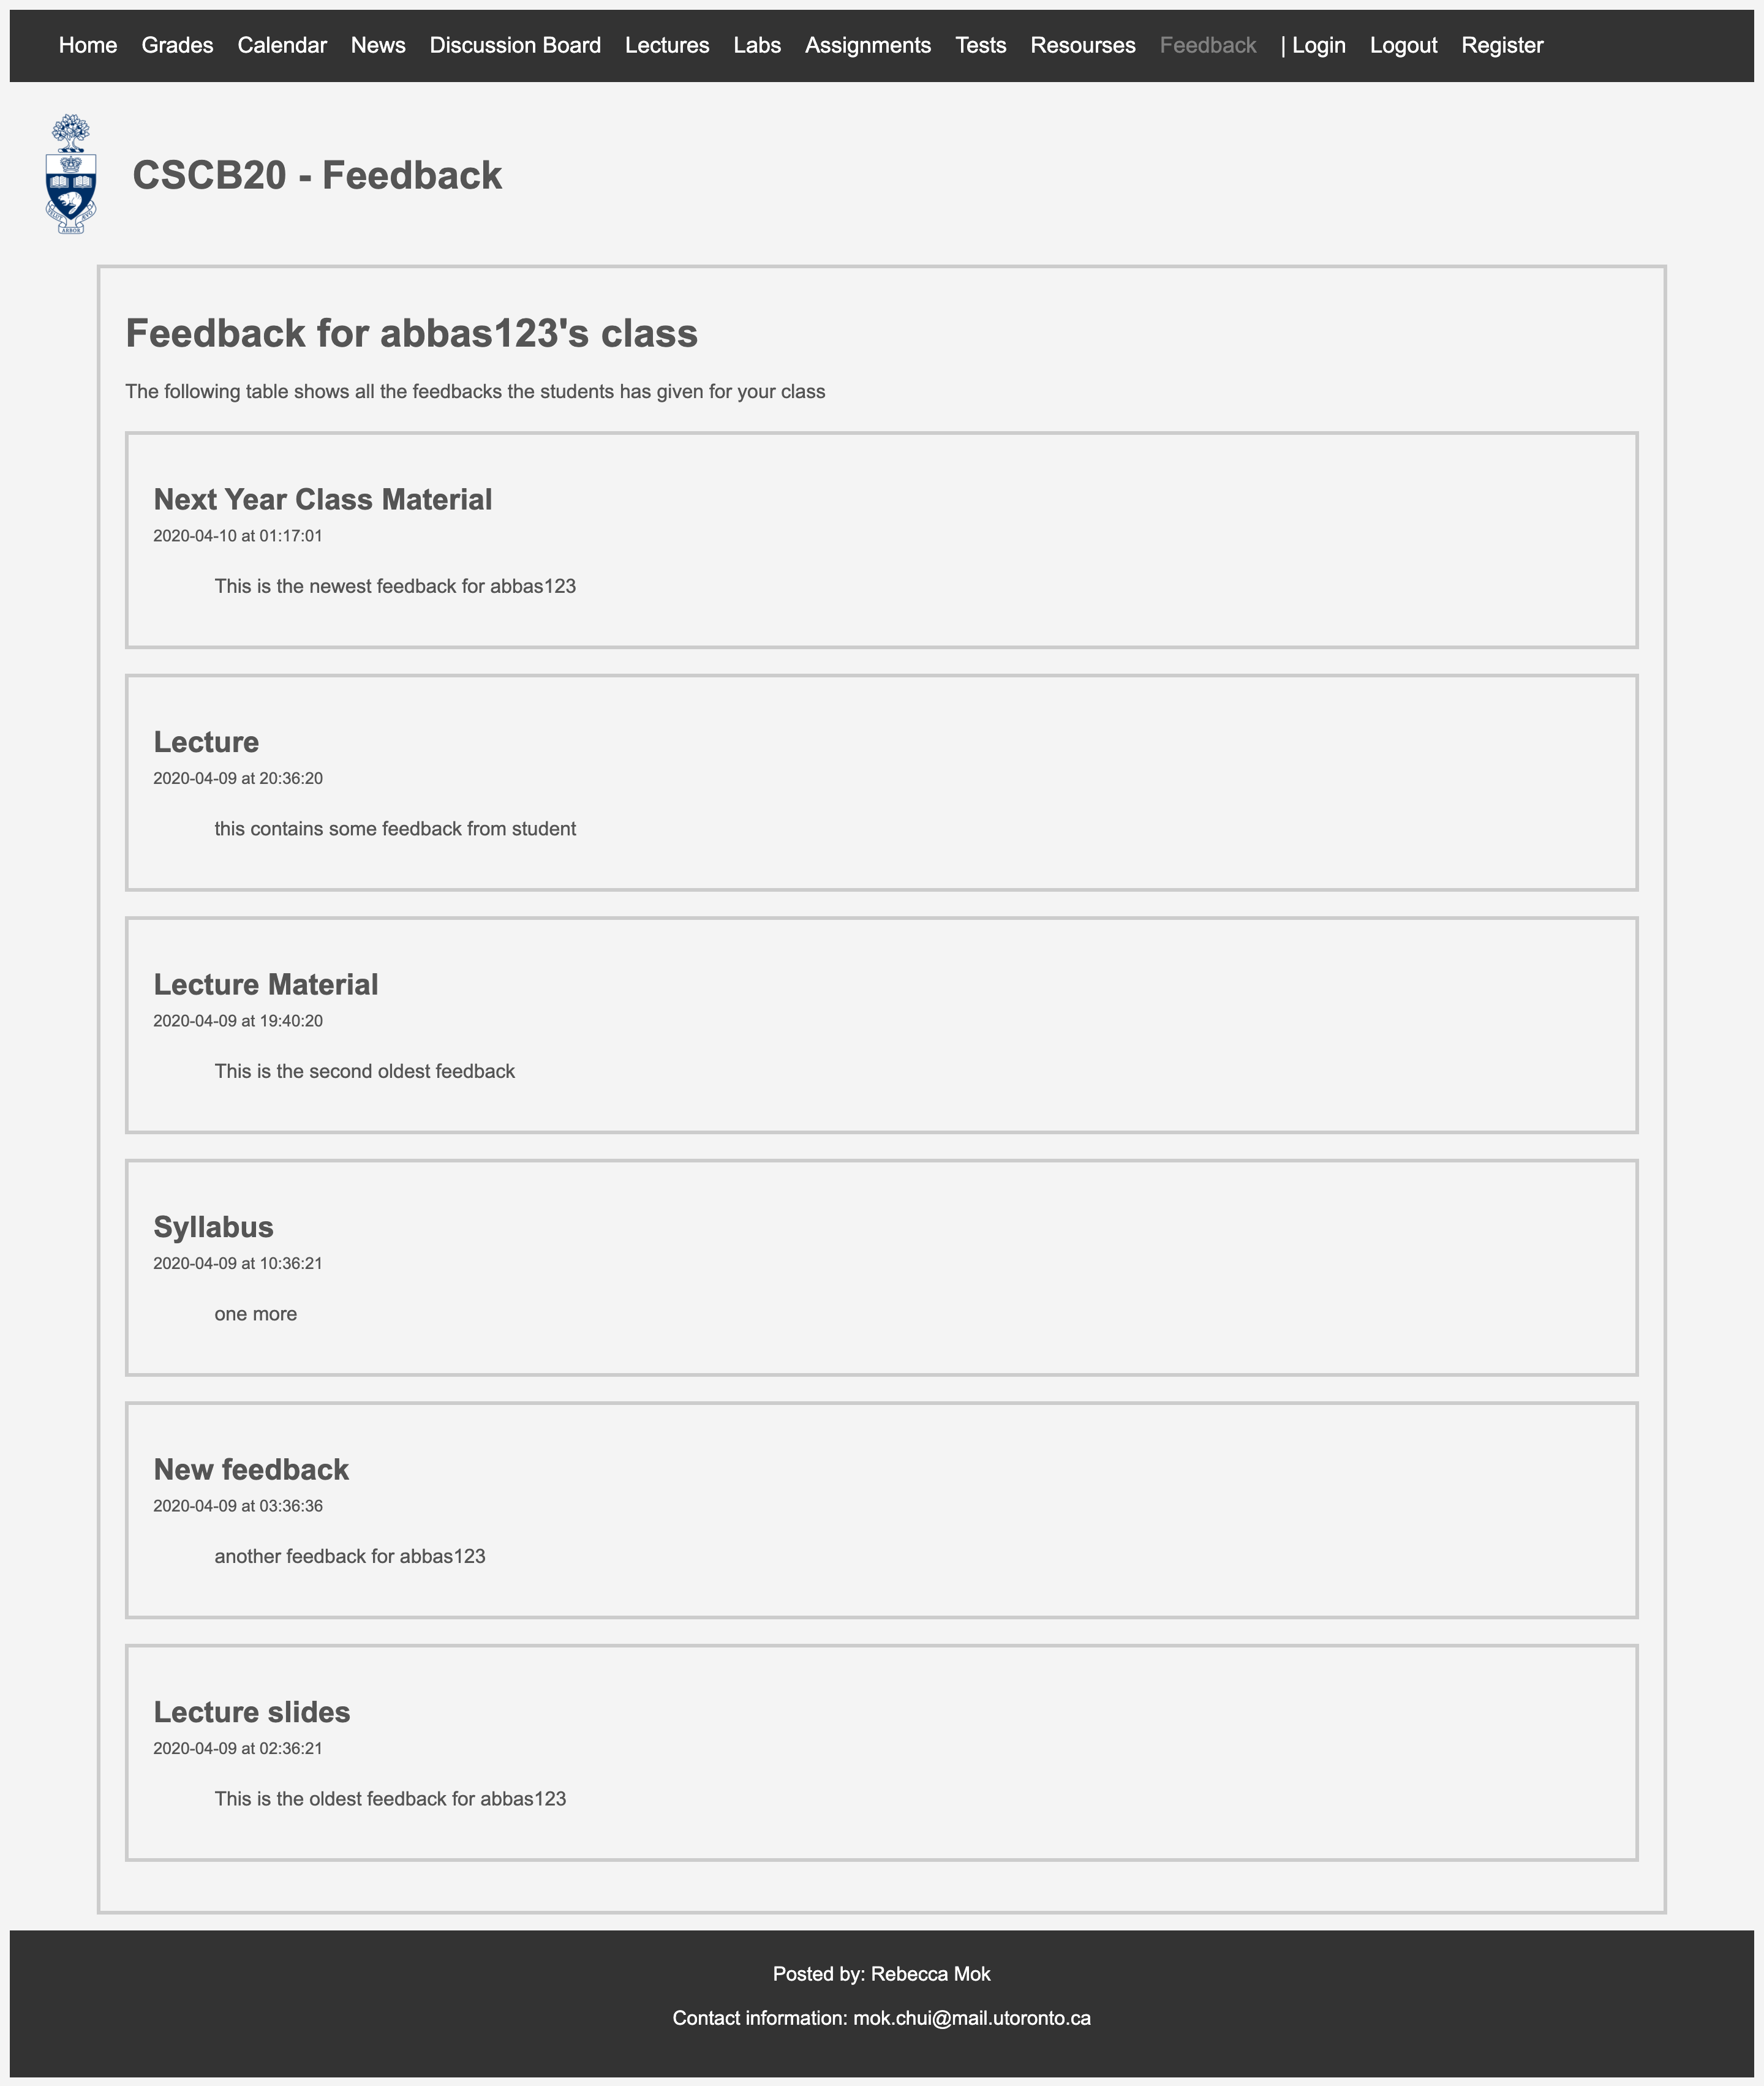 Home Grades Calendar News Discussion Board Lectures Labs Assignments Tests Resourses Feedback | Login Logout Register
VELUT ÆVO
ARBOR
CSCB20 - Feedback
Feedback for abbas123's class
The following table shows all the feedbacks the students has given for your class
Next Year Class Material
2020-04-10 at 01:17:01
This is the newest feedback for abbas123
Lecture
2020-04-09 at 20:36:20
this contains some feedback from student
Lecture Material
2020-04-09 at 19:40:20
This is the second oldest feedback
Syllabus
2020-04-09 at 10:36:21
one more
New feedback
2020-04-09 at 03:36:36
another feedback for abbas123
Lecture slides
2020-04-09 at 02:36:21
This is the oldest feedback for abbas123
Posted by: Rebecca Mok
Contact information: mok.chui@mail.utoronto.ca